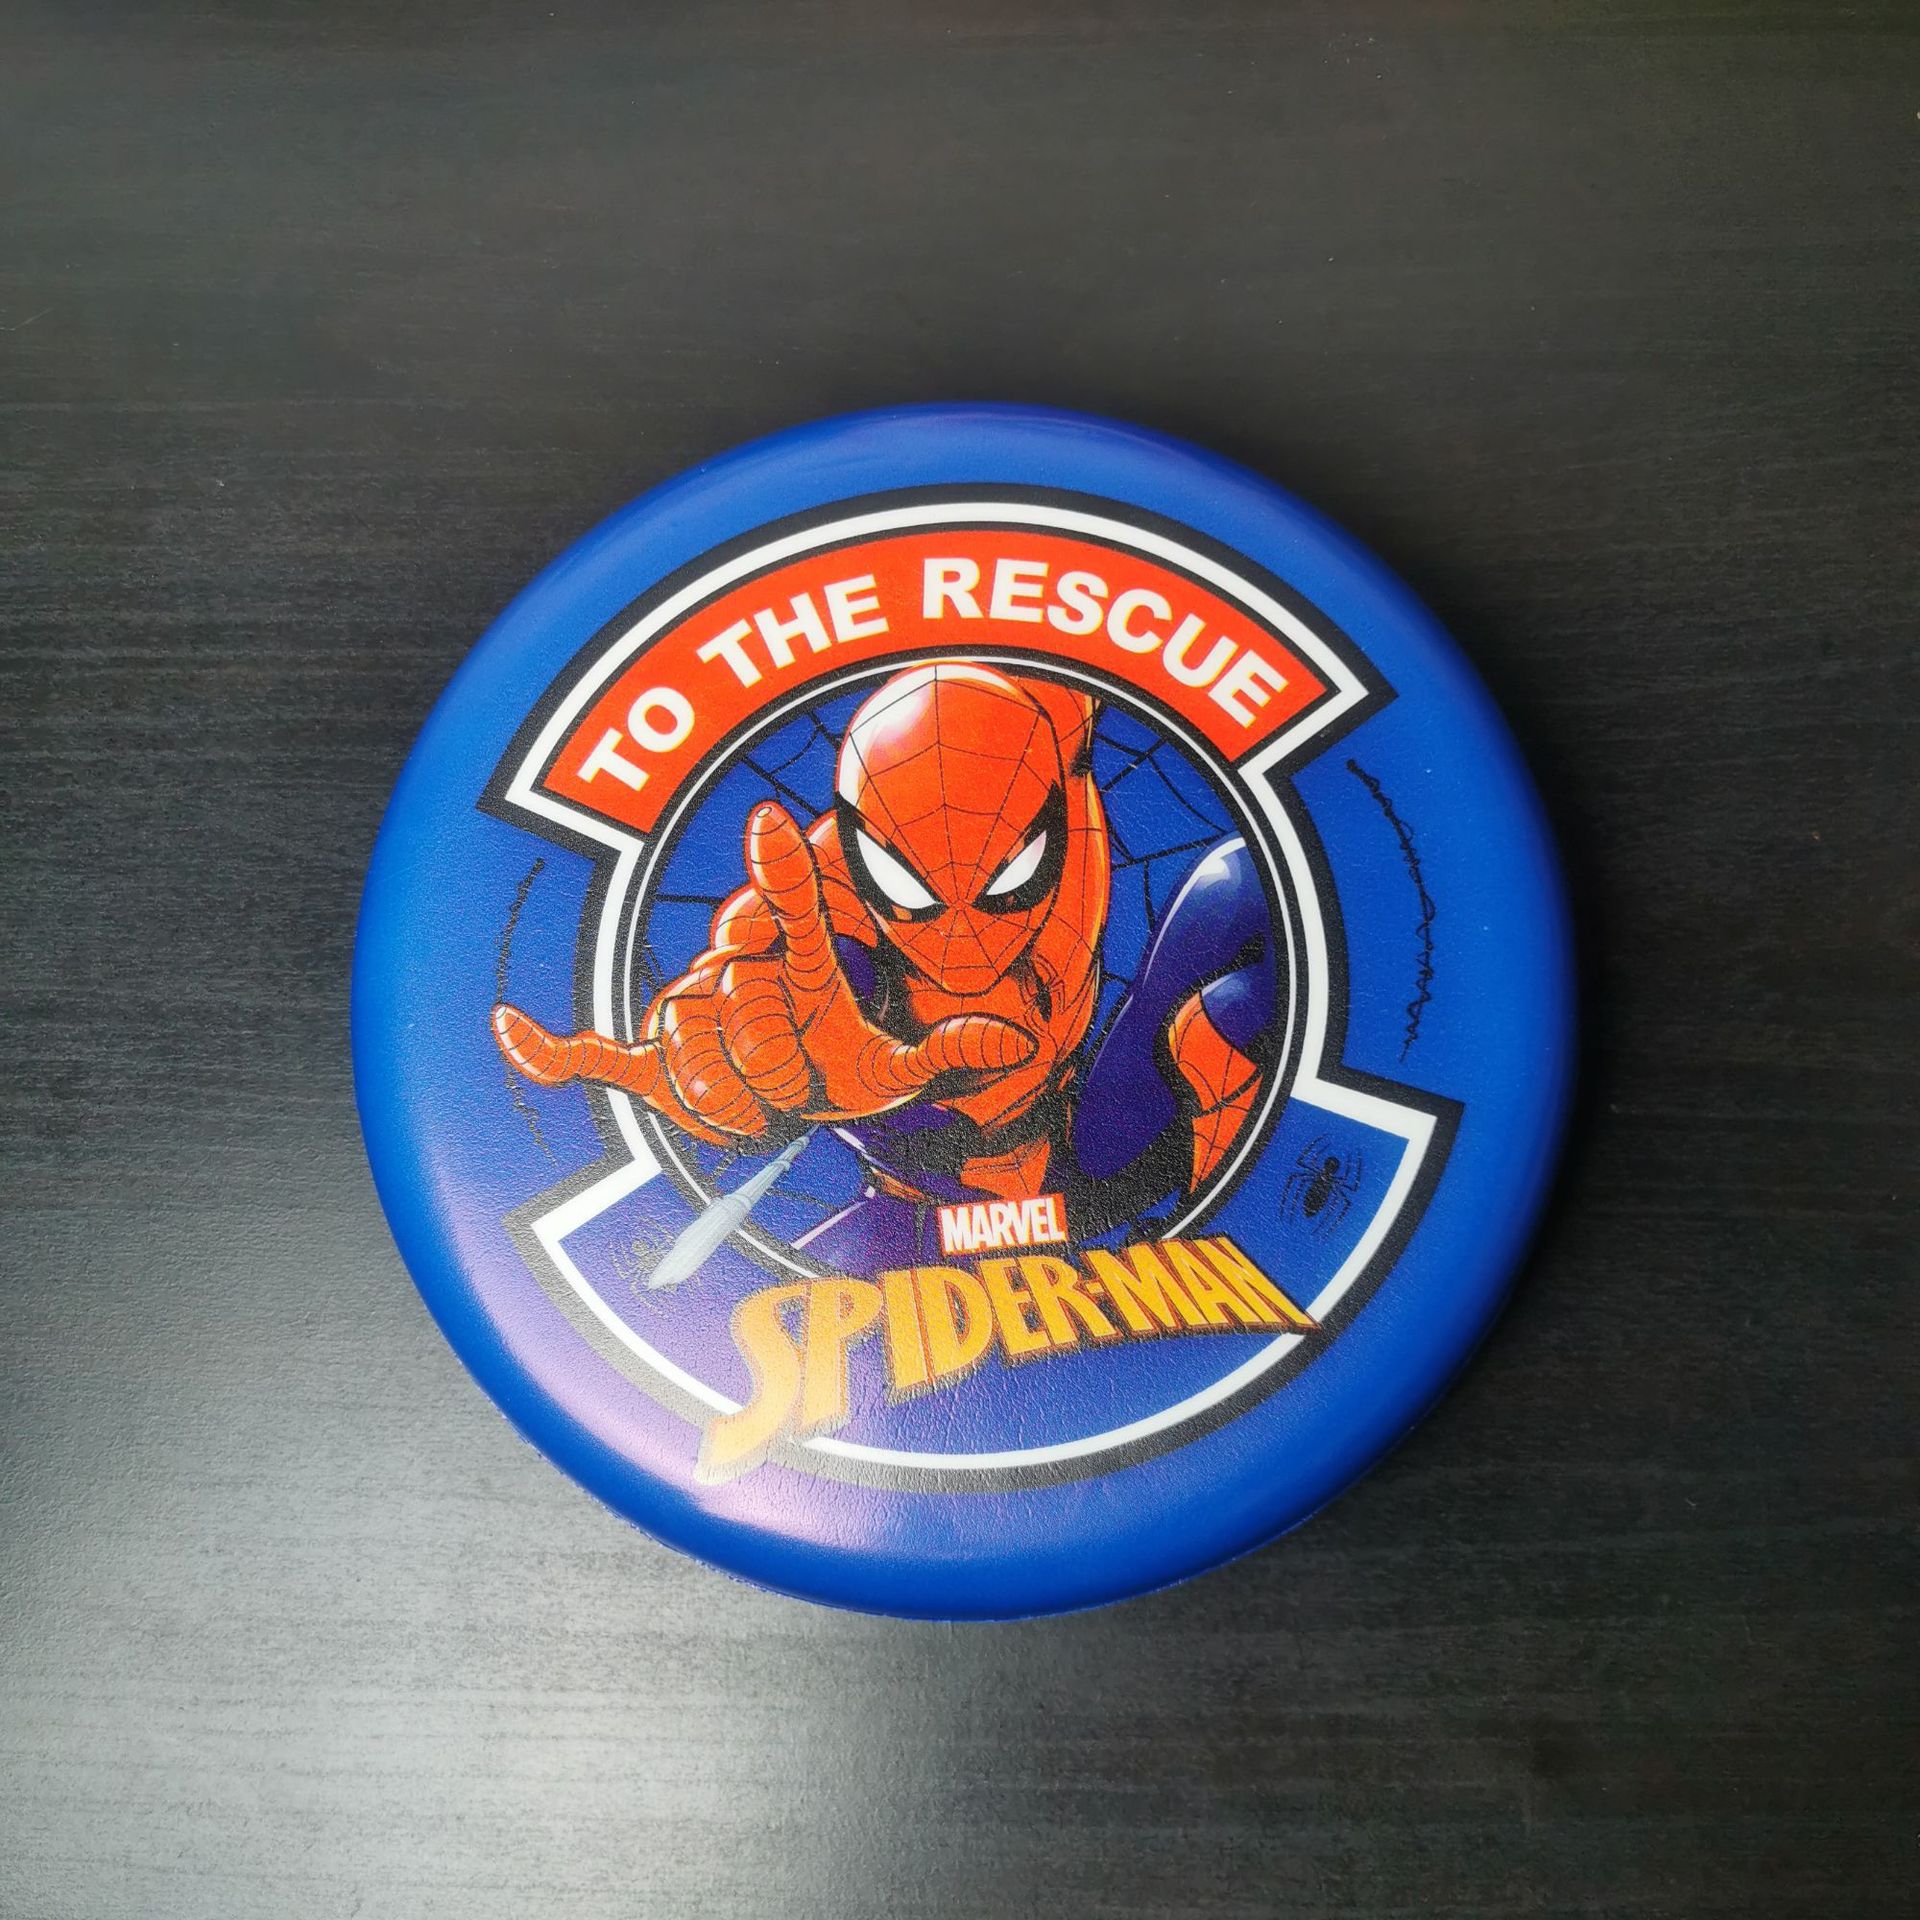 TO THE RESCUE
MARVEL
SPIDER-MAN